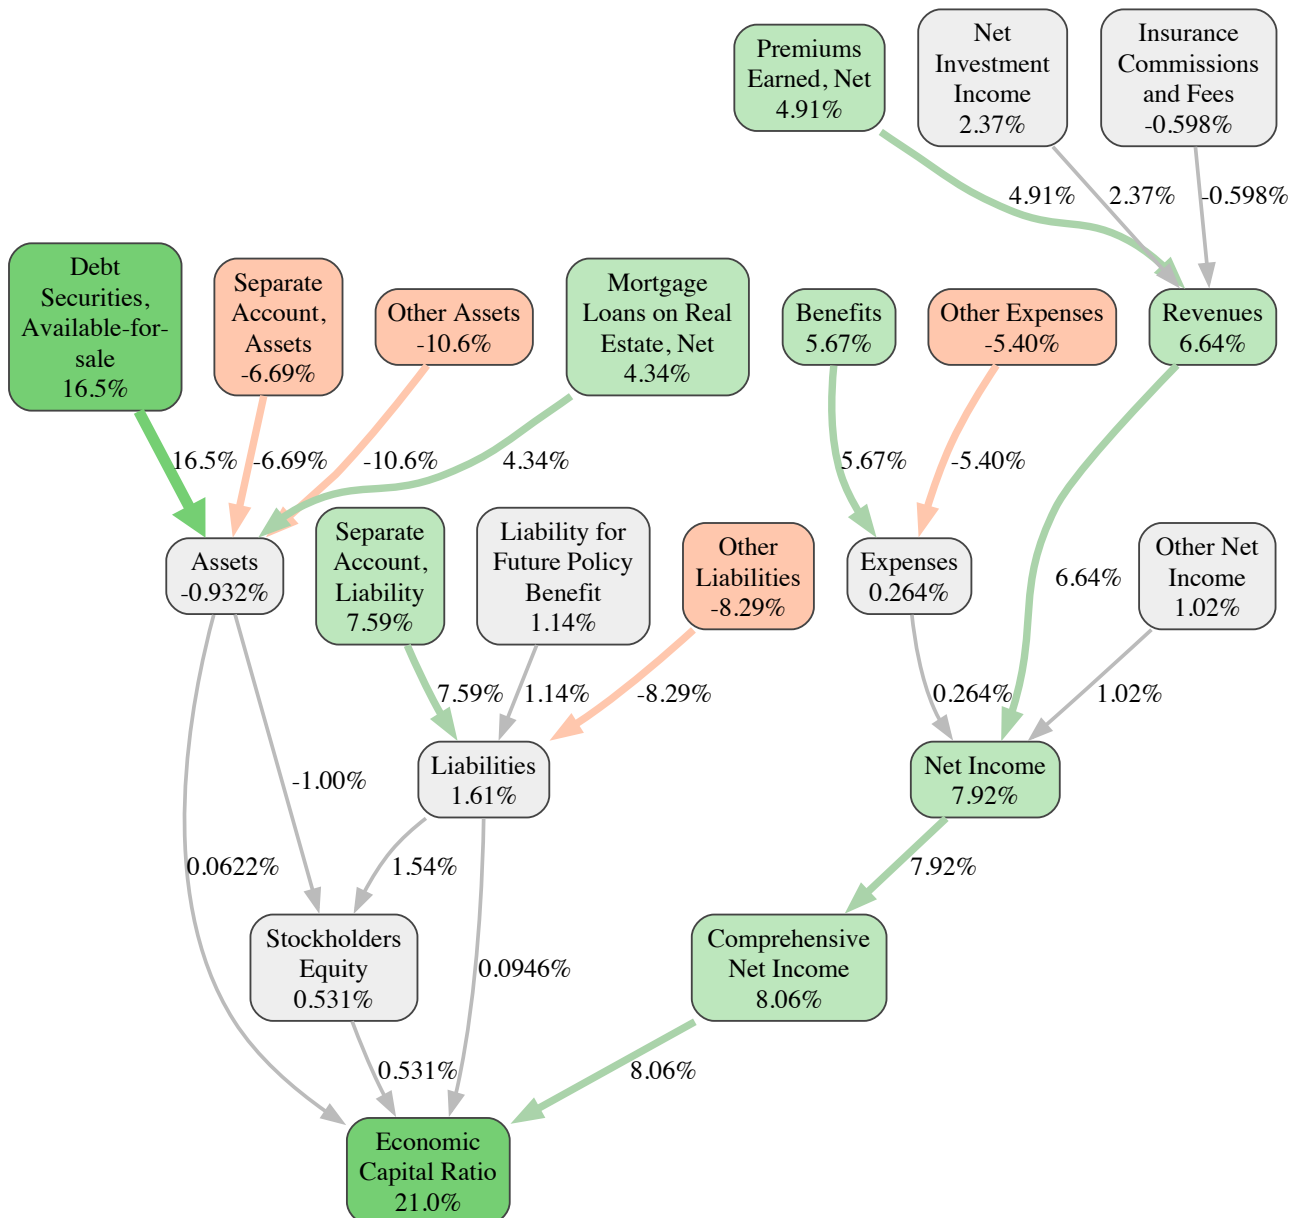 Premiums
Earned, Net
4.91%
Net
Investment
Income
2.37%
Insurance
Commissions
and Fees
-0.598%
4.91%
2.37%
-0.598%
Debt
Securities,
Available-for-
sale
16.5%
Separate
Account,
Assets
-6.69%
Other Assets
-10.6%
Mortgage
Loans on Real
Estate, Net
4.34%
Benefits
5.67%
Other Expenses
-5.40%
Revenues
6.64%
16.5%
-6.69%
-10.6%
4.34%
5.67%
-5.40%
Assets
-0.932%
Separate
Account,
Liability
7.59%
Liability for
Future Policy
Benefit
1.14%
Other
Liabilities
-8.29%
Expenses
0.264%
6.64%
Other Net
Income
1.02%
7.59%
1.14%
-8.29%
0.264%
1.02%
-1.00%
Liabilities
1.61%
Net Income
7.92%
0.0622%
1.54%
7.92%
Stockholders
Equity
0.531%
0.0946%
Comprehensive
Net Income
8.06%
0.531%
8.06%
Economic
Capital Ratio
21.0%